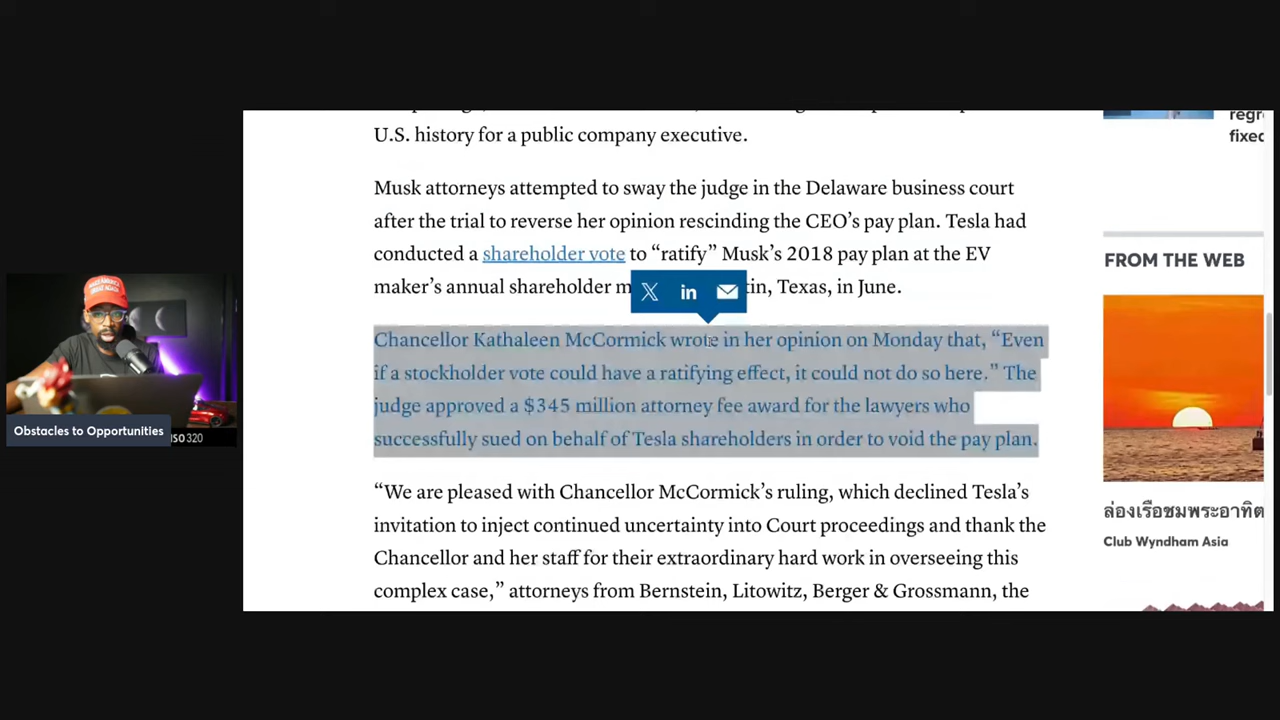 U.S. history for a public company executive.
Musk attorneys attempted to sway the judge in the Delaware business court
after the trial to reverse her opinion rescinding the CEO's pay plan. Tesla had
conducted a shareholder vote to “ratify” Musk's 2018 pay plan at the EV
maker's annual shareholder m tin, Texas, in June.
X in
Chancellor Kathaleen McCormick wrote in her opinion on Monday that, “Even
if a stockholder vote could have a ratifying effect, it could not do so here.” The
judge approved a $345 million attorney fee award for the lawyers who
successfully sued on behalf of Tesla shareholders in order to void the pay plan.
“We are pleased with Chancellor McCormick's ruling, which declined Tesla's
invitation to inject continued uncertainty into Court proceedings and thank the
Chancellor and her staff for their extraordinary hard work in overseeing this
complex case,” attorneys from Bernstein, Litowitz, Berger & Grossmann, the
regr
fixed
FROM THE WEB
ล่องเรือชมพระอาทิต
Club Wyndham Asia
Obstacles to Opportunities
ISO 320